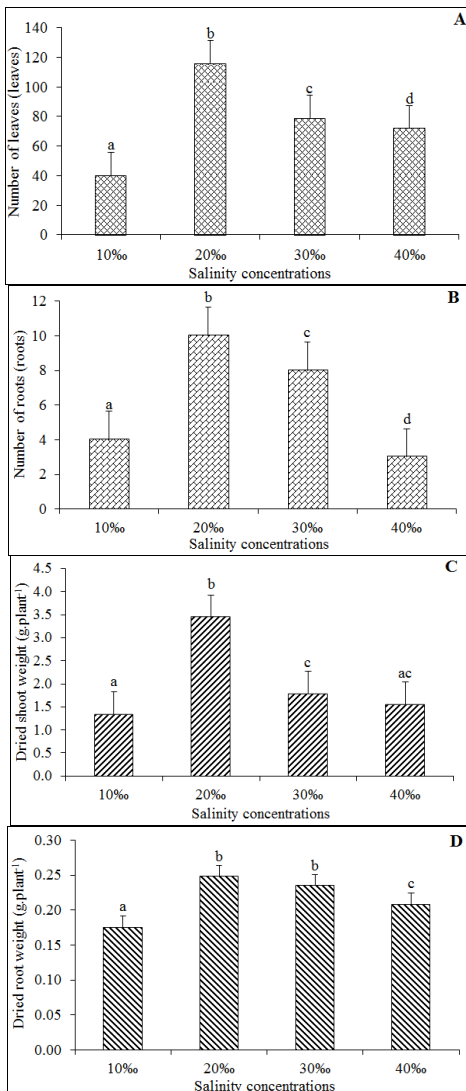 A
Number of leaves (leaves)
140
120
100
80
60
40
20
0
a
b
c
d
10‰ 20‰ 30‰ 40‰
Salinity concentrations
B
Number of roots (roots)
12
10
8
6
4
2
0
a
b
c
d
10‰ 20‰ 30‰ 40‰
Salinity concentrations
C
Dried shoot weight (g.plant⁻¹)
4.5
4.0
3.5
3.0
2.5
2.0
1.5
1.0
0.5
0.0
a
b
c
ac
10‰ 20‰ 30‰ 40‰
Salinity concentrations
D
Dried root weight (g.plant⁻¹)
0.30
0.25
0.20
0.15
0.10
0.05
0.00
a
b
b
c
10‰ 20‰ 30‰ 40‰
Salinity concentrations